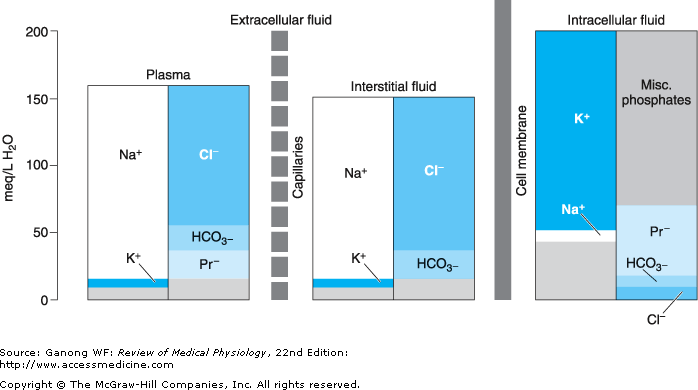 Extracellular fluid
Intracellular fluid
200
150
100
50
0
meq/L H₂O
Plasma
Na⁺
Cl⁻
HCO₃₋
K⁺
Pr⁻
Capillaries
Interstitial fluid
Na⁺
Cl⁻
K⁺
HCO₃₋
Cell membrane
K⁺
Misc.
phosphates
Na⁺
Pr⁻
HCO₃₋
Cl⁻
Source: Ganong WF: Review of Medical Physiology, 22nd Edition:
http://www.accessmedicine.com
Copyright © The McGraw-Hill Companies, Inc. All rights reserved.